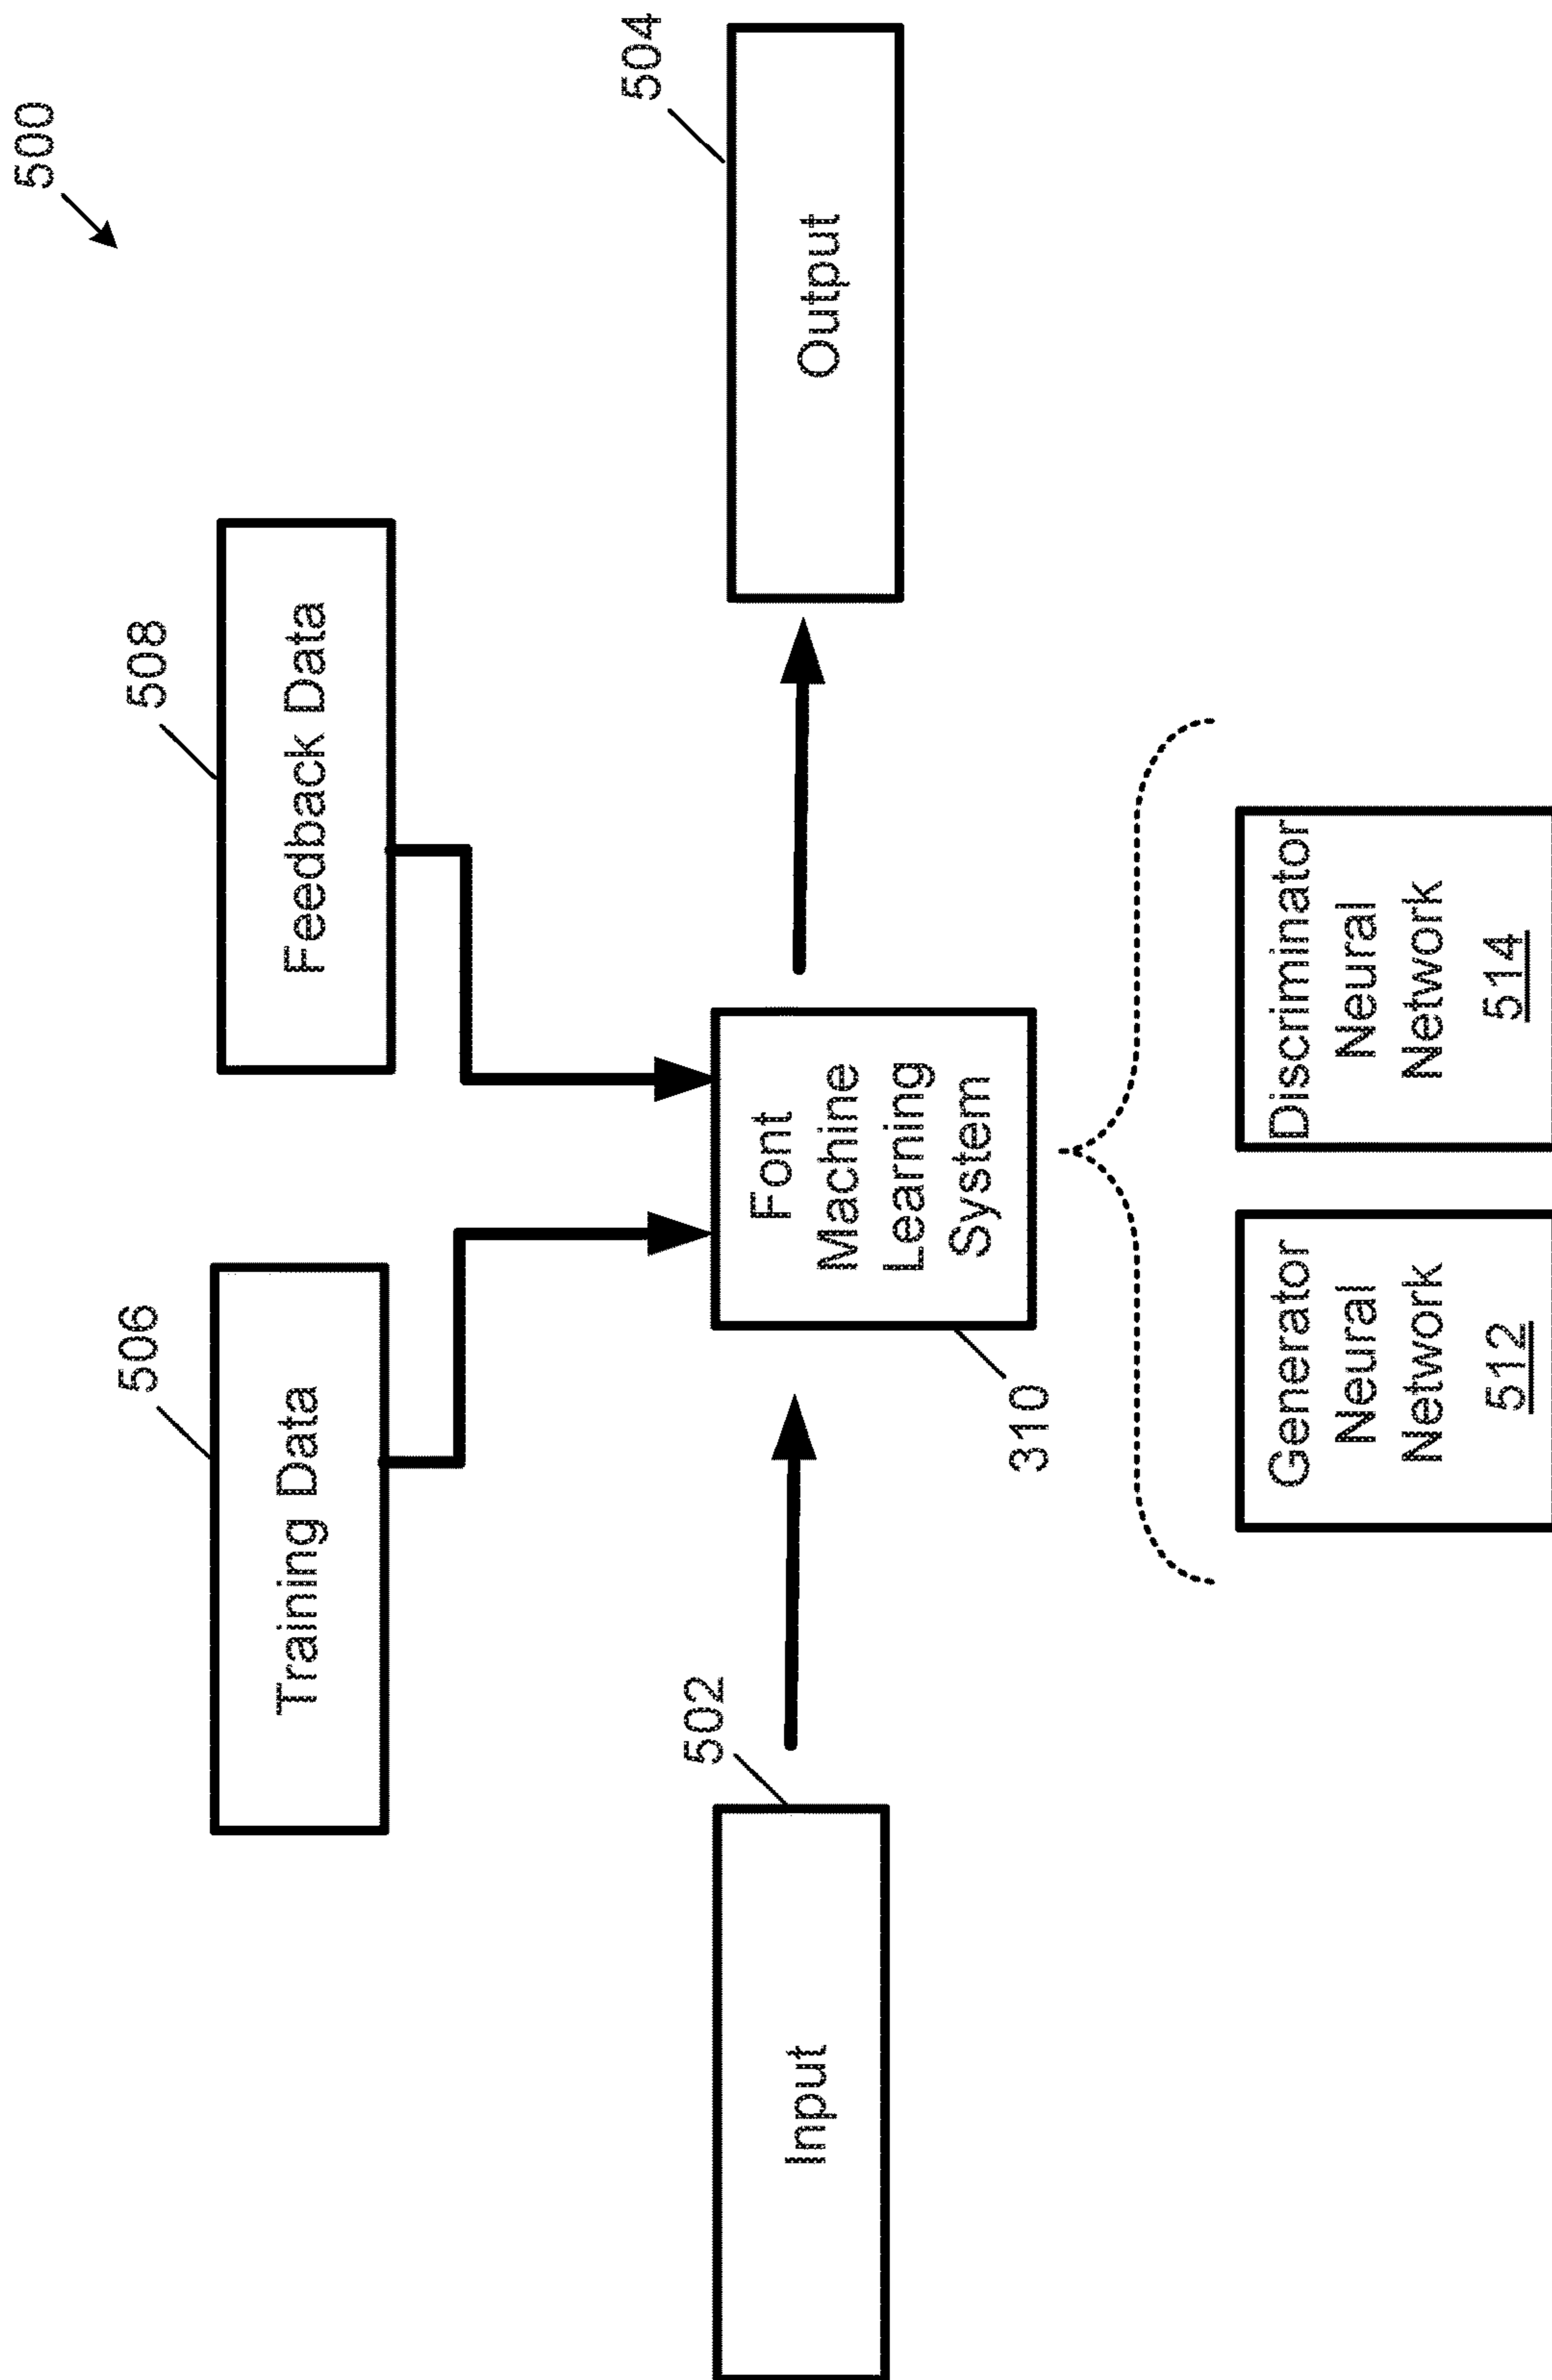 500
506
Training Data
508
Feedback Data
502
Input
Font
Machine
Learning
System
310
504
Output
Generator
Neural
Network
512
Discriminator
Neural
Network
514